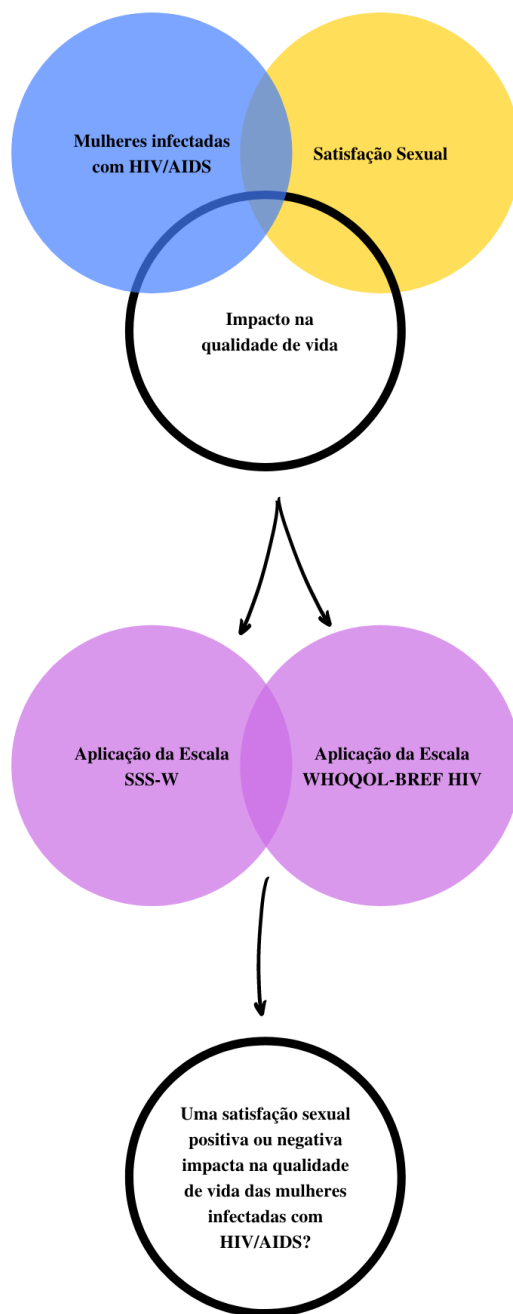 Mulheres infectadas
com HIV/AIDS
Satisfação Sexual
Impacto na
qualidade de vida
Aplicação da Escala
SSS-W
Aplicação da Escala
WHOQOL-BREF HIV
Uma satisfação sexual
positiva ou negativa
impacta na qualidade
de vida das mulheres
infectadas com
HIV/AIDS?